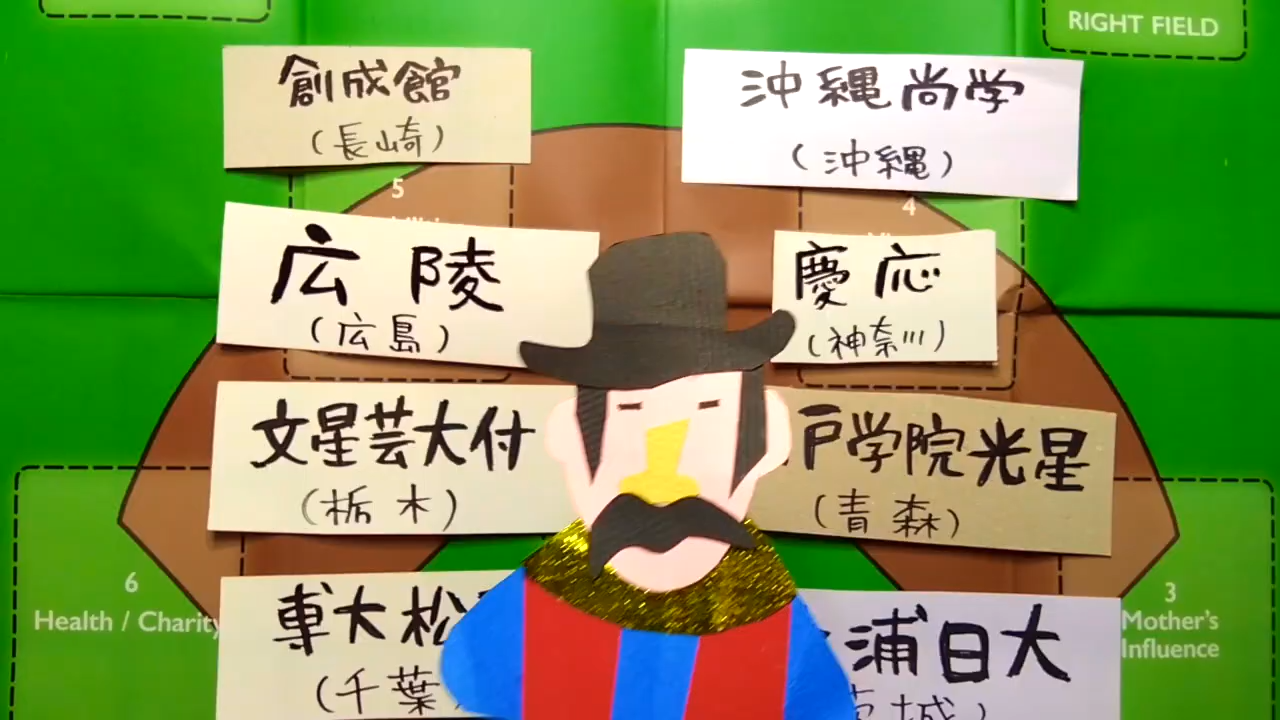 RIGHT FIELD
創成館
(長崎)
沖縄尚学
(沖縄)
5
4
広陵
(広島)
慶応
(神奈川)
文星芸大付
(栃木)
戸学院光星
(青森)
6
Health / Charity
3
Mother's
Influence
専大松
(千葉
浦日大
城)